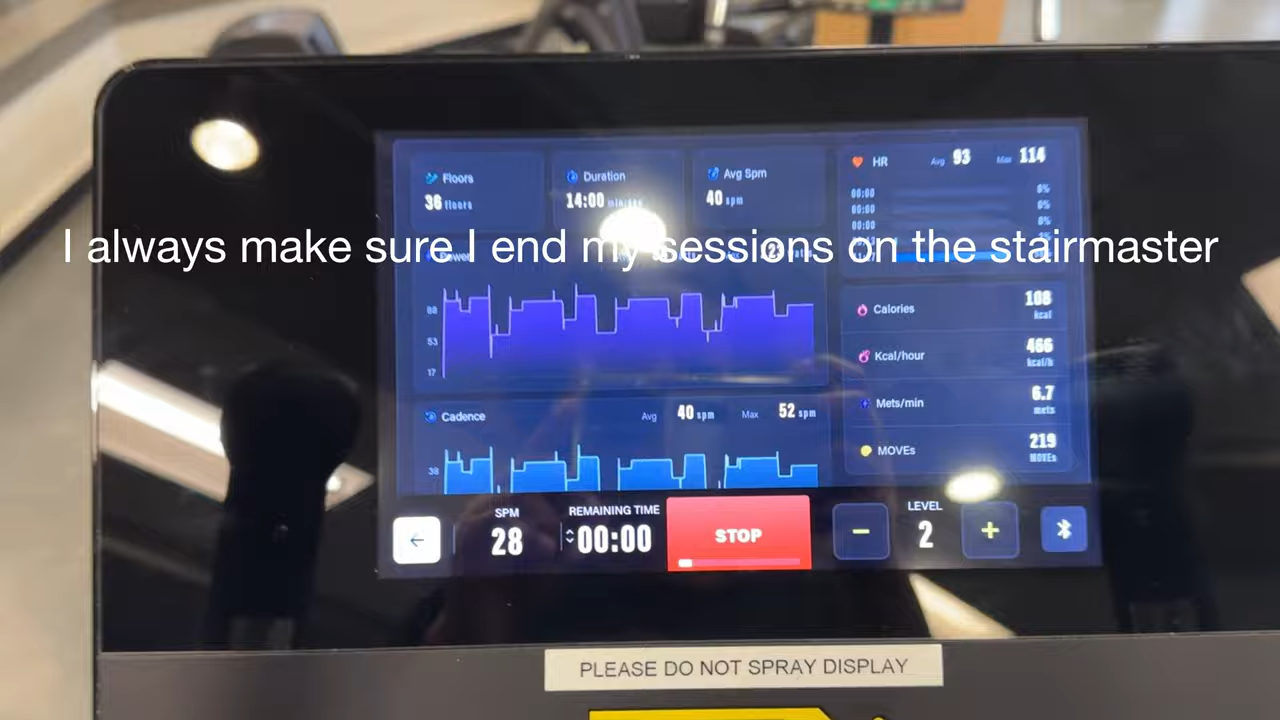 Floors
36 floors
Duration
14:00 min:sec
Avg Spm
40 spm
HR Avg 93 Max 114
00:00 0%
00:00 0%
00:00 0%
I always make sure I end my sessions on the stairmaster
88
53
17
Calories
108 kcal
Kcal/hour
466 kcal/h
Mets/min
6.7 mets
MOVEs
219 MOVEs
Cadence Avg 40 spm Max 52 spm
38
SPM
28
REMAINING TIME
00:00
STOP
LEVEL
− 2 +
PLEASE DO NOT SPRAY DISPLAY